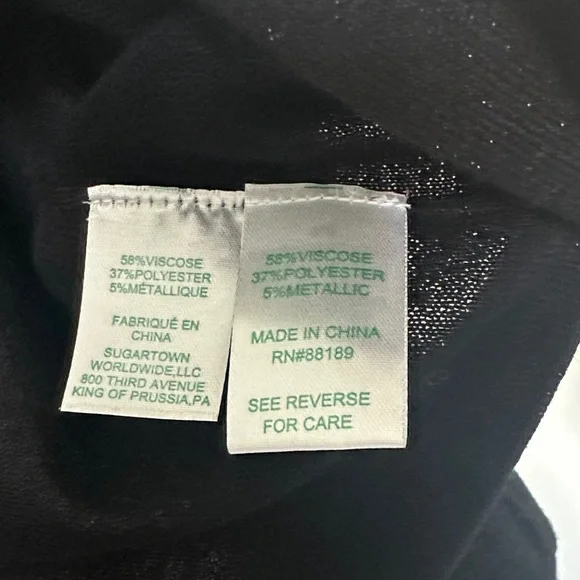 58%VISCOSE
37%POLYESTER
5%MÉTALLIQUE
FABRIQUÉ EN
CHINA
SUGARTOWN
WORLDWIDE,LLC
800 THIRD AVENUE
KING OF PRUSSIA,PA
58%VISCOSE
37%POLYESTER
5%METALLIC
MADE IN CHINA
RN#88189
SEE REVERSE
FOR CARE